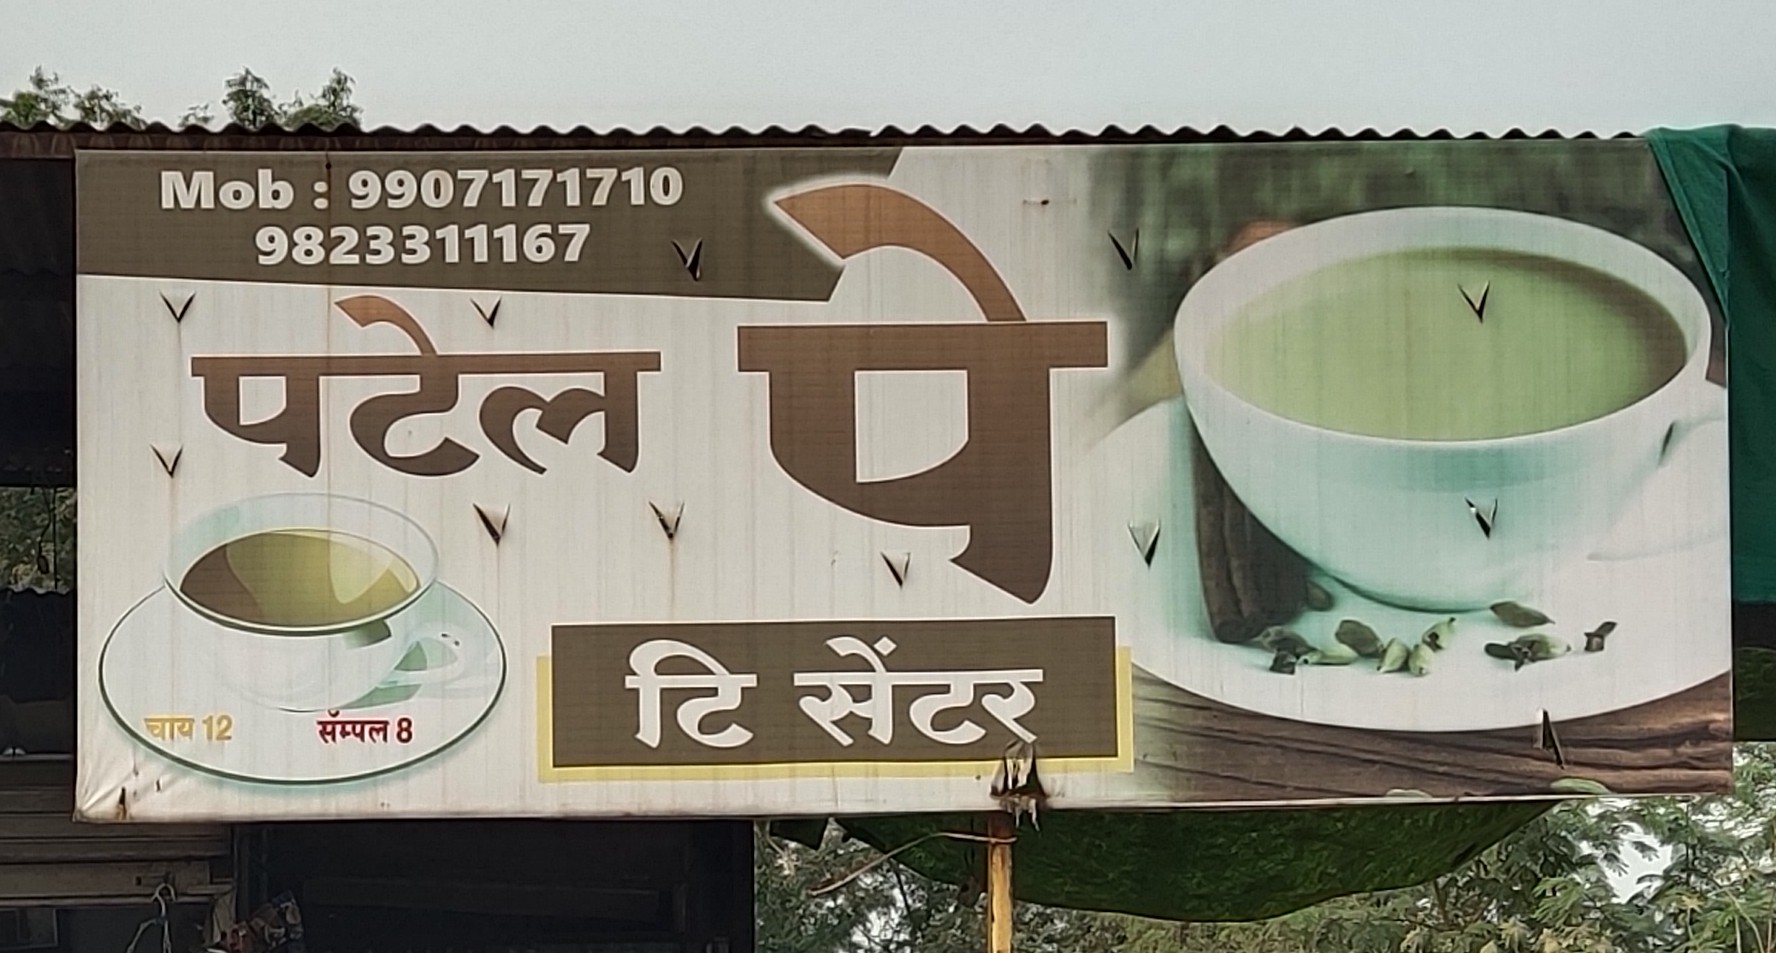 Mob : 9907171710
9823311167
पटेल पे
टि सेंटर
चाय 12 सॅम्पल 8